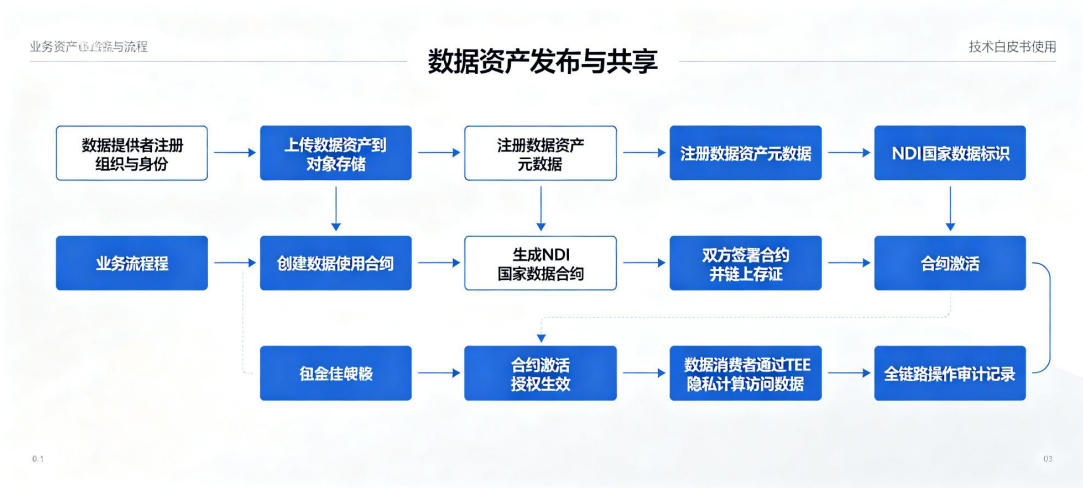 业务资产
与流程
数据资产发布与共享
技术白皮书使用
数据提供者注册
组织与身份
上传数据资产到
对象存储
注册数据资产
元数据
注册数据资产元数据
NDI国家数据标识
业务流程程
创建数据使用合约
生成NDI
国家数据合约
双方签署合约
并链上存证
合约激活
合约激活
授权生效
数据消费者通过TEE
隐私计算访问数据
全链路操作审计记录
0.1
03